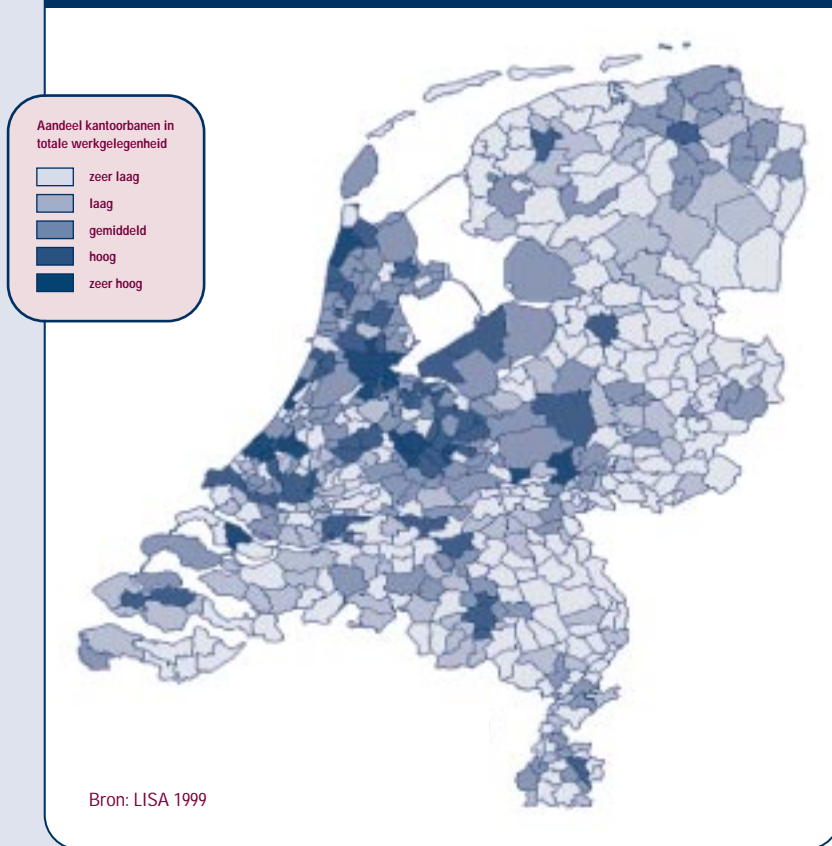 Aandeel kantoorbanen in
totale werkgelegenheid
zeer laag
laag
gemiddeld
hoog
zeer hoog
Bron: LISA 1999